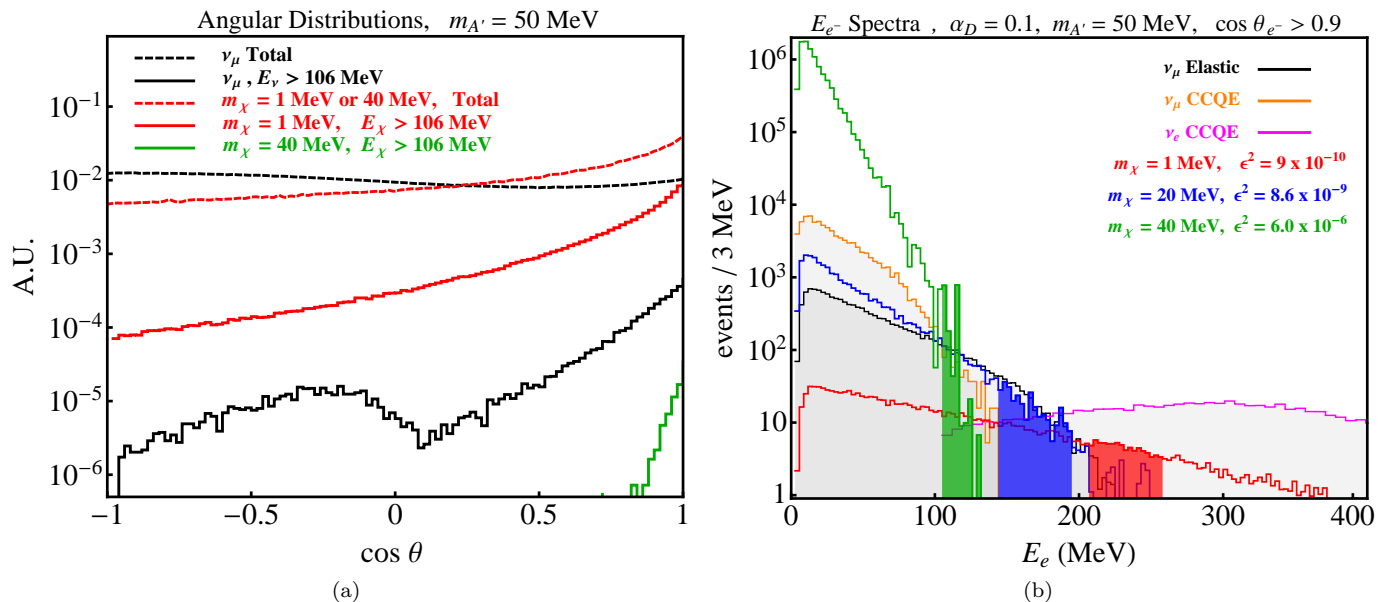 Angular Distributions, m_{A'} = 50 MeV
ν_μ Total
ν_μ , E_ν > 106 MeV
m_χ = 1 MeV or 40 MeV, Total
m_χ = 1 MeV, E_χ > 106 MeV
m_χ = 40 MeV, E_χ > 106 MeV
A.U.
10^{-1}
10^{-2}
10^{-3}
10^{-4}
10^{-5}
10^{-6}
−1 −0.5 0 0.5 1
cos θ
(a)
E_{e^-} Spectra , α_D = 0.1, m_{A'} = 50 MeV, cos θ_{e^-} > 0.9
ν_μ Elastic
ν_μ CCQE
ν_e CCQE
m_χ = 1 MeV, ϵ^2 = 9 x 10^{-10}
m_χ = 20 MeV, ϵ^2 = 8.6 x 10^{-9}
m_χ = 40 MeV, ϵ^2 = 6.0 x 10^{-6}
events / 3 MeV
10^6
10^5
10^4
10^3
10^2
10
1
0 100 200 300 400
E_e (MeV)
(b)